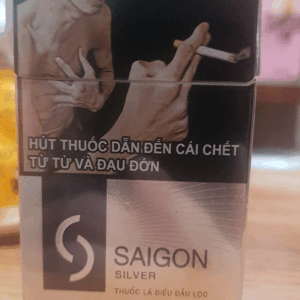 HÚT THUỐC DẪN ĐẾN CÁI CHẾT
TỪ TỪ VÀ ĐAU ĐỚN
SAIGON
SILVER
THUỐC LÁ ĐIẾU ĐẦU LỌC